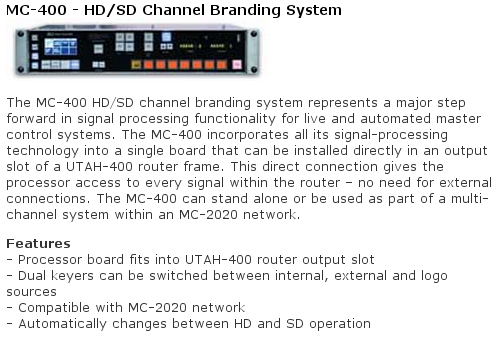 MC-400 - HD/SD Channel Branding System
The MC-400 HD/SD channel branding system represents a major step
forward in signal processing functionality for live and automated master
control systems. The MC-400 incorporates all its signal-processing
technology into a single board that can be installed directly in an output
slot of a UTAH-400 router frame. This direct connection gives the
processor access to every signal within the router – no need for external
connections. The MC-400 can stand alone or be used as part of a multi-
channel system within an MC-2020 network.
Features
- Processor board fits into UTAH-400 router output slot
- Dual keyers can be switched between internal, external and logo
sources
- Compatible with MC-2020 network
- Automatically changes between HD and SD operation